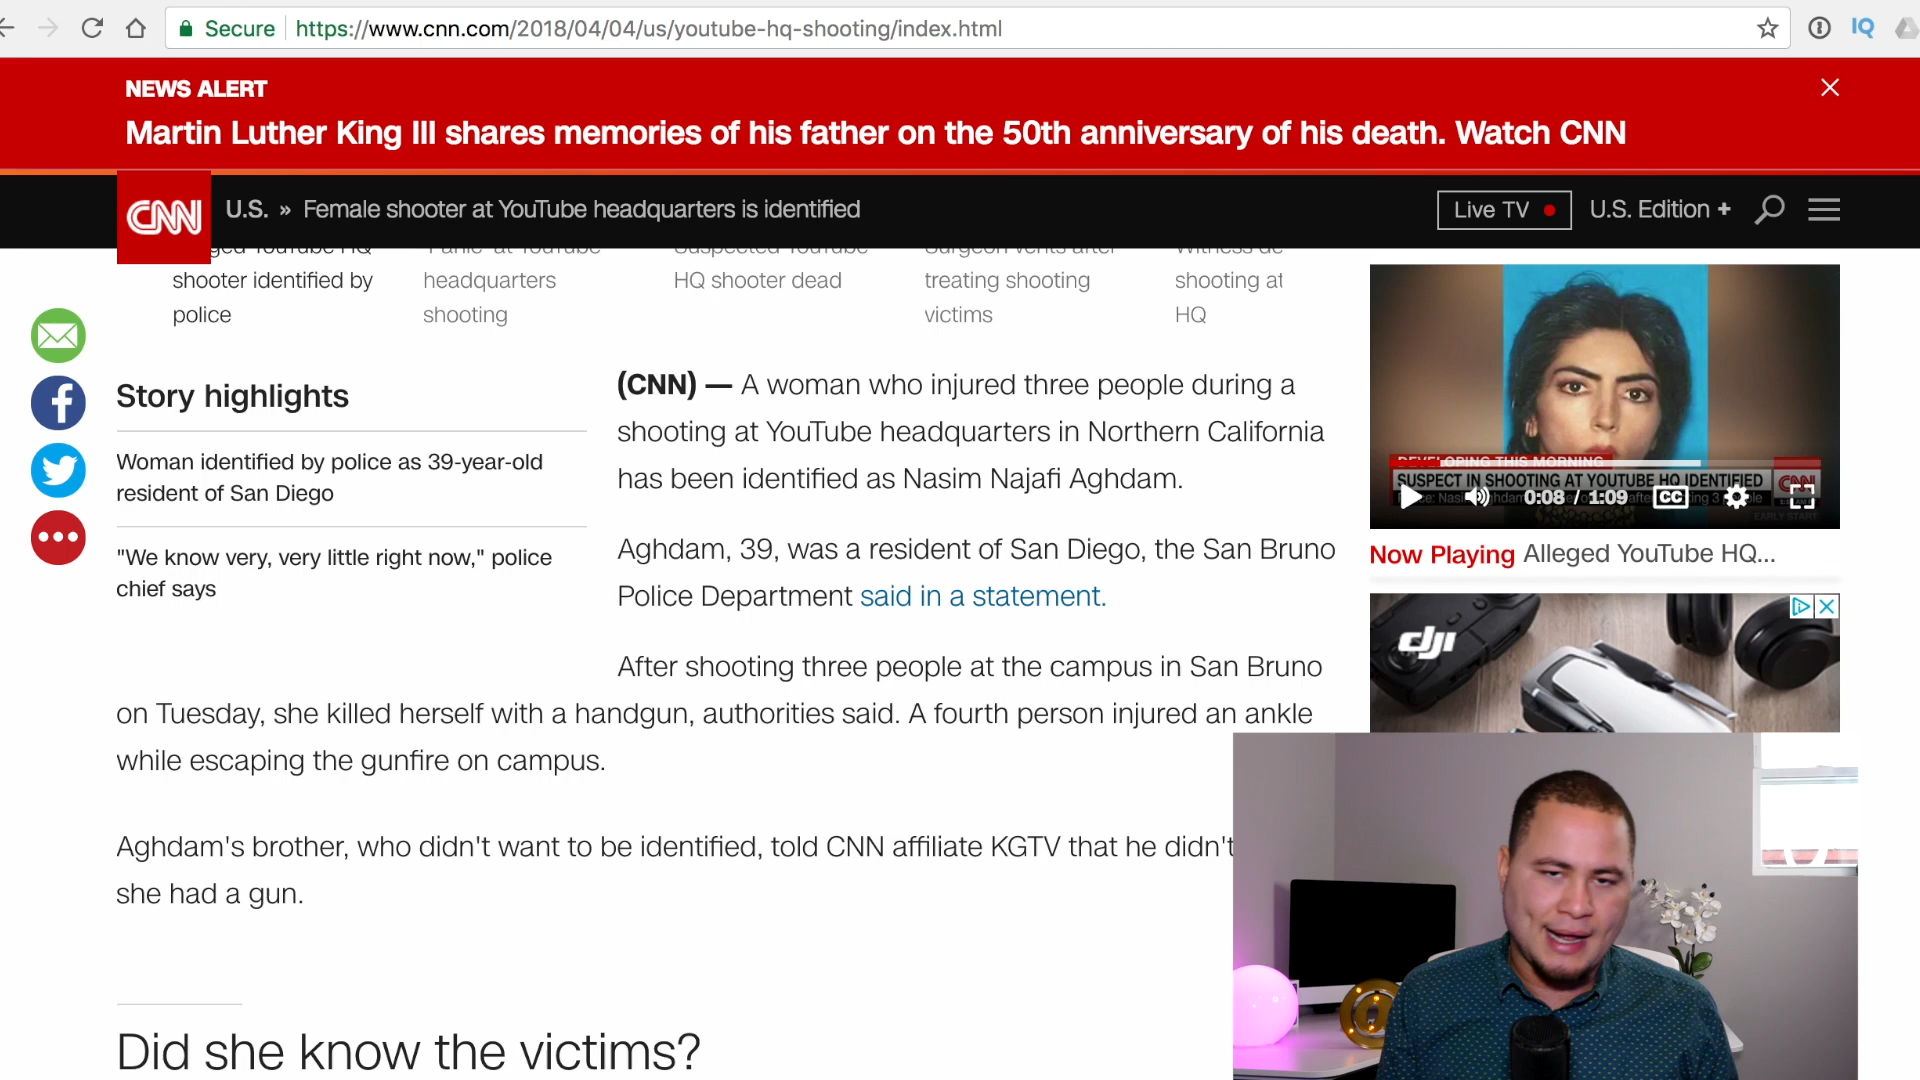 Secure https://www.cnn.com/2018/04/04/us/youtube-hq-shooting/index.html
IQ
NEWS ALERT
Martin Luther King III shares memories of his father on the 50th anniversary of his death. Watch CNN
CNN U.S. » Female shooter at YouTube headquarters is identified Live TV U.S. Edition +
shooter identified by
police
headquarters
shooting
HQ shooter dead
treating shooting
victims
shooting at
HQ
Story highlights
Woman identified by police as 39-year-old
resident of San Diego
"We know very, very little right now," police
chief says
(CNN) — A woman who injured three people during a
shooting at YouTube headquarters in Northern California
has been identified as Nasim Najafi Aghdam.
Aghdam, 39, was a resident of San Diego, the San Bruno
Police Department said in a statement.
After shooting three people at the campus in San Bruno
on Tuesday, she killed herself with a handgun, authorities said. A fourth person injured an ankle
while escaping the gunfire on campus.
Aghdam's brother, who didn't want to be identified, told CNN affiliate KGTV that he didn't
she had a gun.
Did she know the victims?
DEVELOPING THIS MORNING
SUSPECT IN SHOOTING AT YOUTUBE HQ IDENTIFIED
CNN
0:08 / 1:09 CC
EARLY START
Now Playing Alleged YouTube HQ...
dji
@